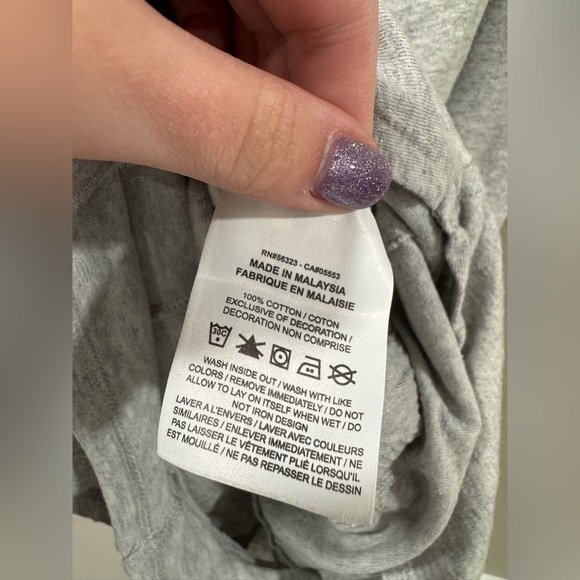 RN#56323 - CA#05553
MADE IN MALAYSIA
FABRIQUE EN MALAISIE
100% COTTON / COTON
EXCLUSIVE OF DECORATION /
DECORATION NON COMPRISE
30C
WASH INSIDE OUT / WASH WITH LIKE
COLORS / REMOVE IMMEDIATELY / DO NOT
ALLOW TO LAY ON ITSELF WHEN WET / DO
NOT IRON DESIGN
LAVER A L'ENVERS / LAVER AVEC COULEURS
SIMILAIRES / ENLEVER IMMEDIATEMENT / NE
PAS LAISSER LE VÊTEMENT PLIÉ LORSQU'IL
EST MOUILLÉ / NE PAS REPASSER LE DESSIN